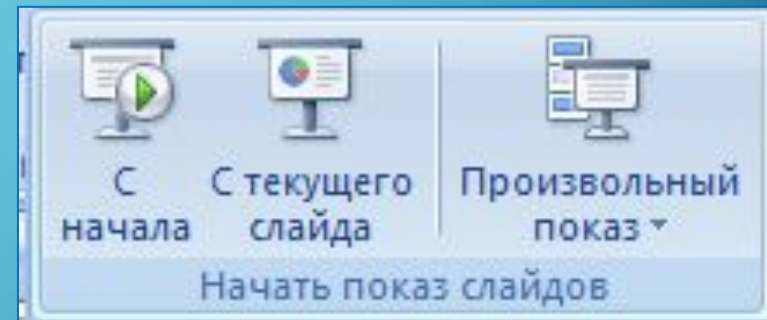 С
начала
С текущего
слайда
Произвольный
показ
Начать показ слайдов